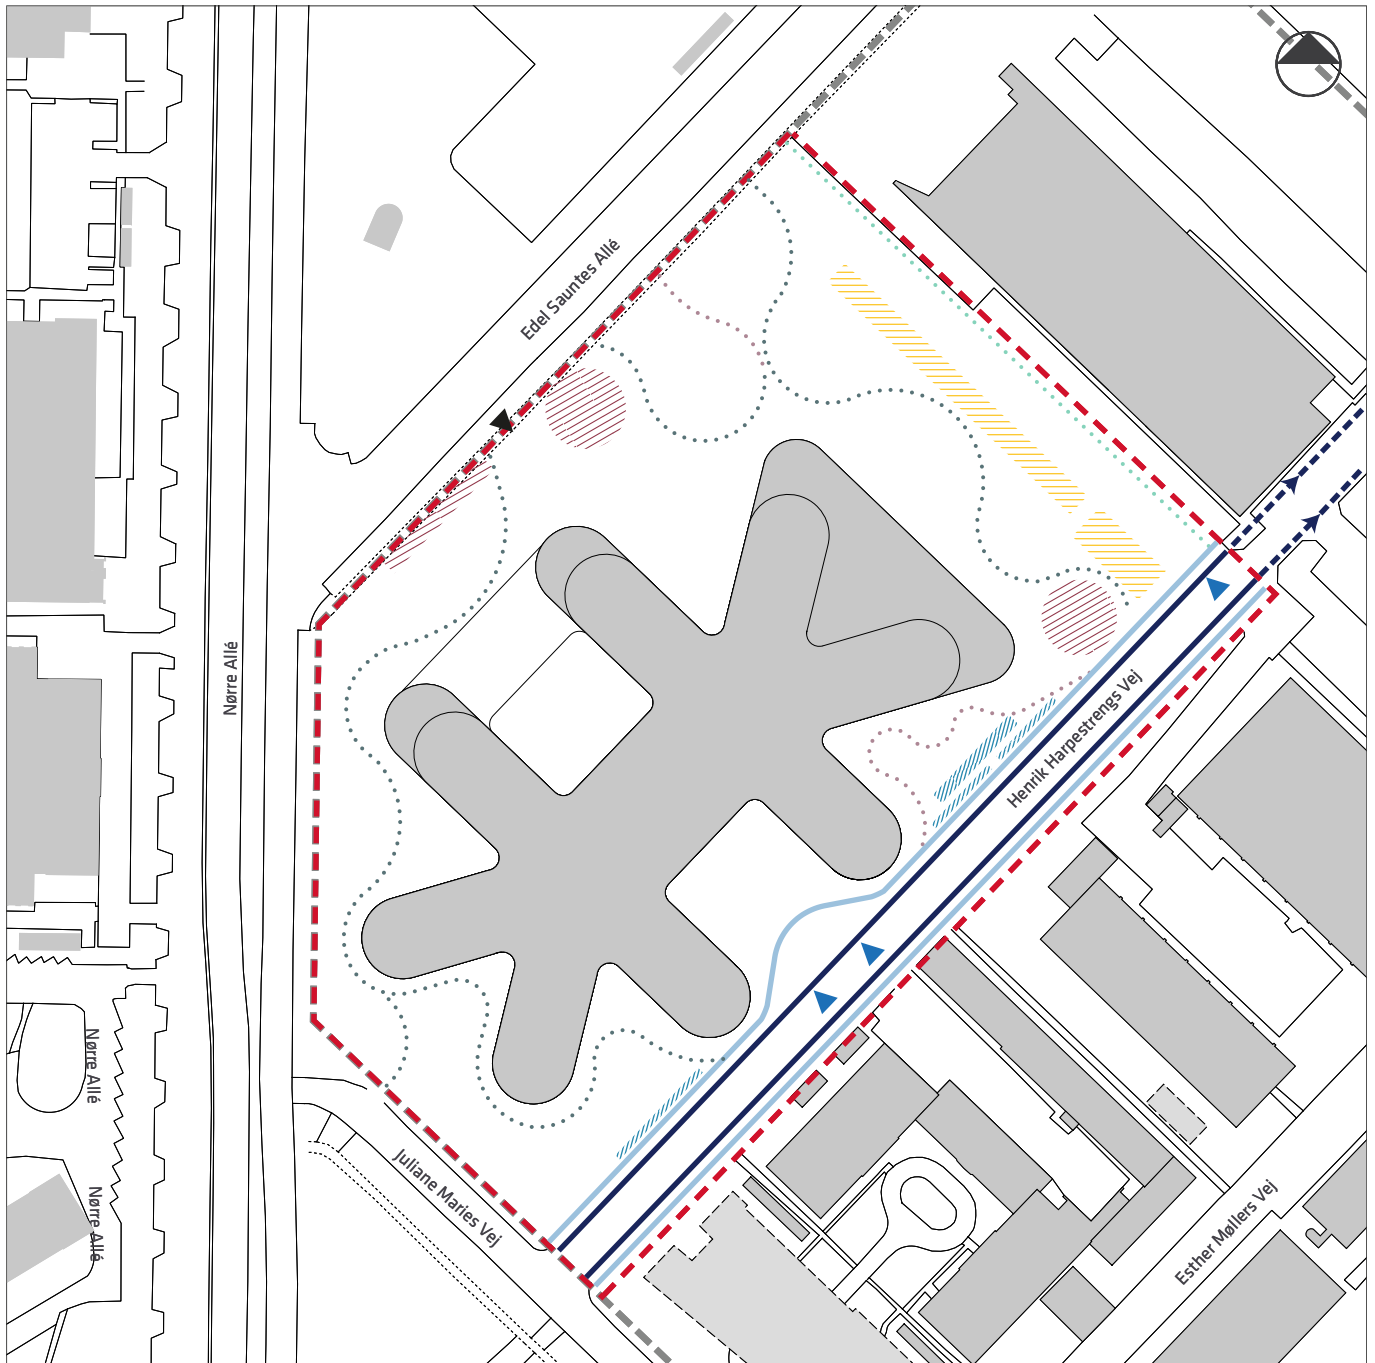 Edel Sauntes Allé
Nørre Allé
Henrik Harpestrengs Vej
Nørre Allé
Juliane Maries Vej
Nørre Allé
Esther Møllers Vej